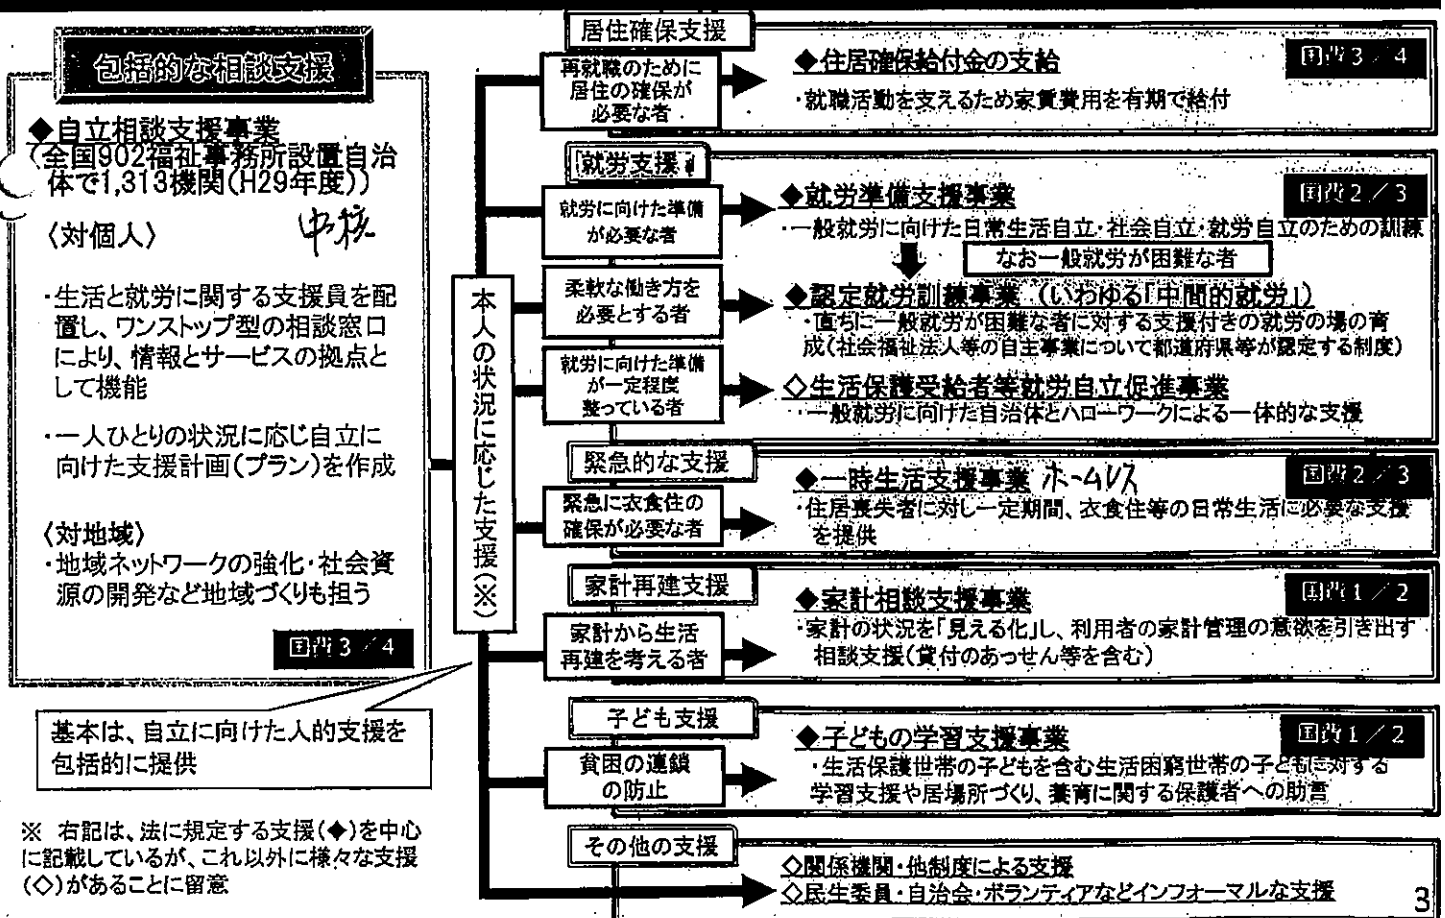 包括的な相談支援
◆自立相談支援事業
(全国902福祉事務所設置自治
体で1,313機関(H29年度))
〈対個人〉
中核
・生活と就労に関する支援員を配
置し、ワンストップ型の相談窓口
により、情報とサービスの拠点と
して機能
・一人ひとりの状況に応じ自立に
向けた支援計画(プラン)を作成
〈対地域〉
・地域ネットワークの強化・社会資
源の開発など地域づくりも担う
国費3/4
基本は、自立に向けた人的支援を
包括的に提供
※ 右記は、法に規定する支援(◆)を中心
に記載しているが、これ以外に様々な支援
(◇)があることに留意
本人の状況に応じた支援(※)
居住確保支援
再就職のために
居住の確保が
必要な者
◆住居確保給付金の支給
国費3/4
・就職活動を支えるため家賃費用を有期で給付
就労支援
就労に向けた準備
が必要な者
◆就労準備支援事業
国費2/3
・一般就労に向けた日常生活自立・社会自立・就労自立のための訓練
なお一般就労が困難な者
柔軟な働き方を
必要とする者
◆認定就労訓練事業 (いわゆる「中間的就労」)
・直ちに一般就労が困難な者に対する支援付きの就労の場の育
成(社会福祉法人等の自主事業について都道府県等が認定する制度)
就労に向けた準備
が一定程度
整っている者
◇生活保護受給者等就労自立促進事業
一般就労に向けた自治体とハローワークによる一体的な支援
緊急的な支援
緊急に衣食住の
確保が必要な者
◆一時生活支援事業 ホームレス
国費2/3
・住居喪失者に対し一定期間、衣食住等の日常生活に必要な支援
を提供
家計再建支援
家計から生活
再建を考える者
◆家計相談支援事業
国費1/2
・家計の状況を「見える化」し、利用者の家計管理の意欲を引き出す
相談支援(貸付のあっせん等を含む)
子ども支援
貧困の連鎖
の防止
◆子どもの学習支援事業
国費1/2
・生活保護世帯の子どもを含む生活困窮世帯の子どもに対する
学習支援や居場所づくり、養育に関する保護者への助言
その他の支援
◇関係機関・他制度による支援
◇民生委員・自治会・ボランティアなどインフォーマルな支援
3